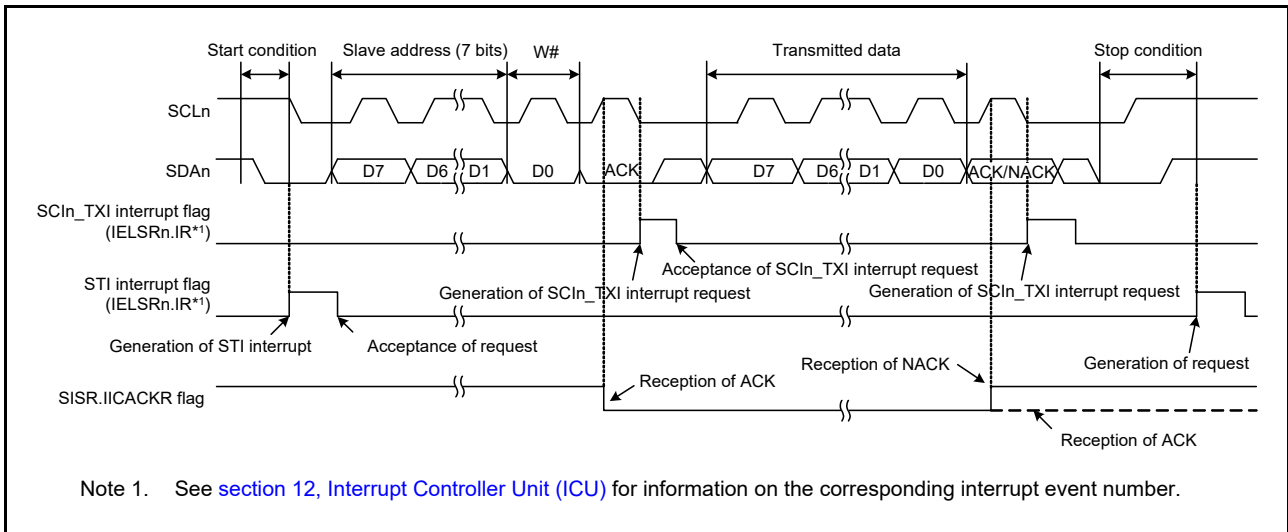 Start condition
Slave address (7 bits)
W#
Transmitted data
Stop condition
SCLn
SDAn
D7
D6
D1
D0
ACK
D7
D6
D1
D0
ACK/NACK
SCIn_TXI interrupt flag
(IELSRn.IR*1)
Acceptance of SCIn_TXI interrupt request
Generation of SCIn_TXI interrupt request
Generation of SCIn_TXI interrupt request
STI interrupt flag
(IELSRn.IR*1)
Generation of STI interrupt
Acceptance of request
Reception of NACK
Generation of request
SISR.IICACKR flag
Reception of ACK
Reception of ACK
Note 1. See section 12, Interrupt Controller Unit (ICU) for information on the corresponding interrupt event number.